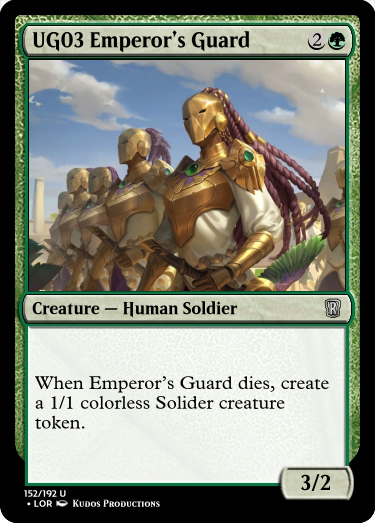 UG03 Emperor's Guard 2
Creature — Human Soldier R
When Emperor's Guard dies, create
a 1/1 colorless Solider creature
token.
3/2
152/192 U
• LOR Kudos Productions